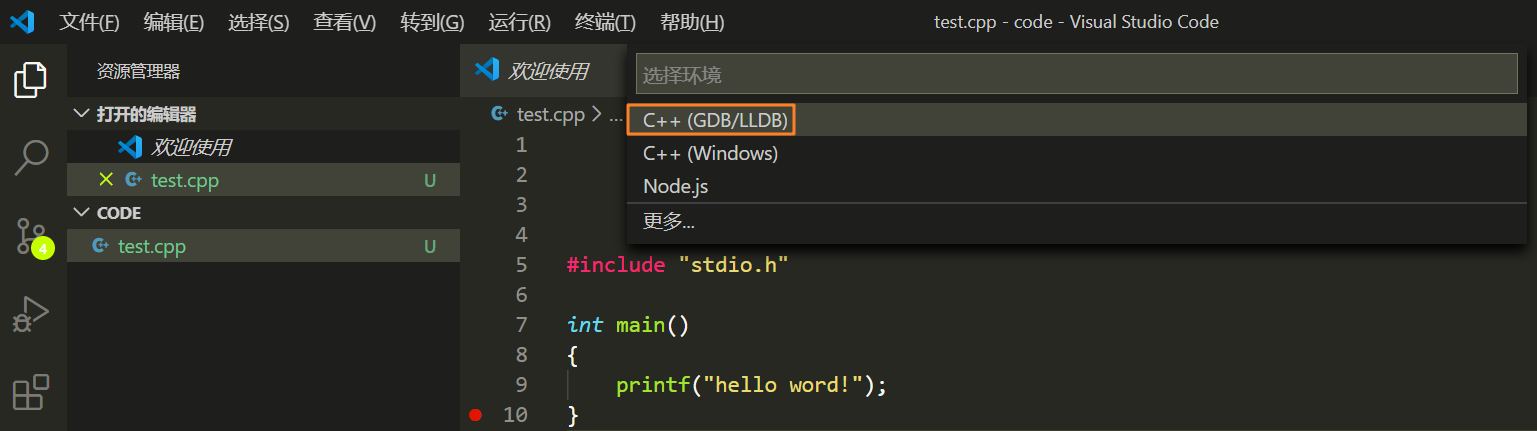 文件(F) 编辑(E) 选择(S) 查看(V) 转到(G) 运行(R) 终端(T) 帮助(H) test.cpp - code - Visual Studio Code
资源管理器
打开的编辑器
欢迎使用
test.cpp U
CODE
test.cpp U
4
欢迎使用
test.cpp > ...
选择环境
C++ (GDB/LLDB)
C++ (Windows)
Node.js
更多...
1
2
3
4
5 #include "stdio.h"
6
7 int main()
8 {
9 printf("hello word!");
10 }